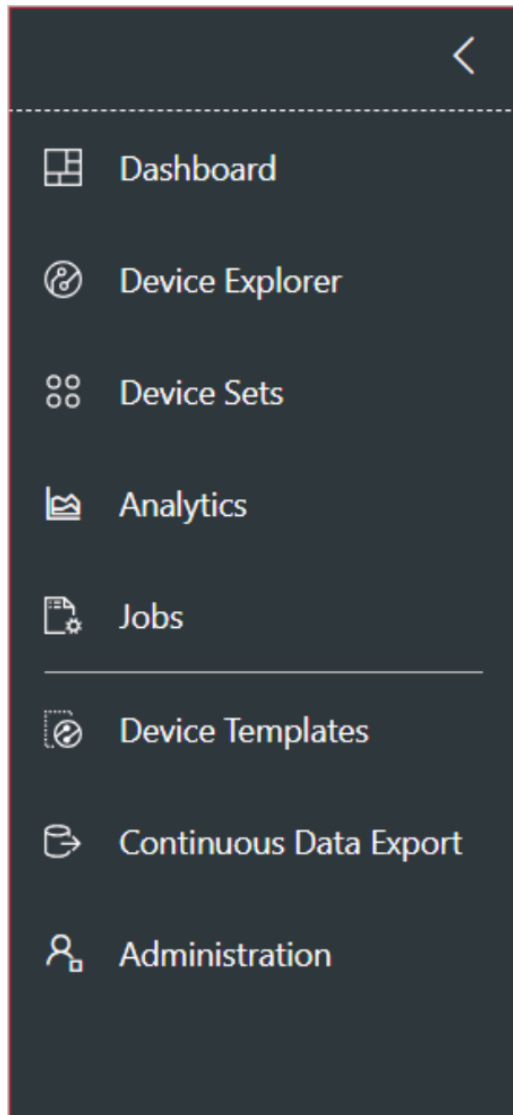 Dashboard
Device Explorer
Device Sets
Analytics
Jobs
Device Templates
Continuous Data Export
Administration